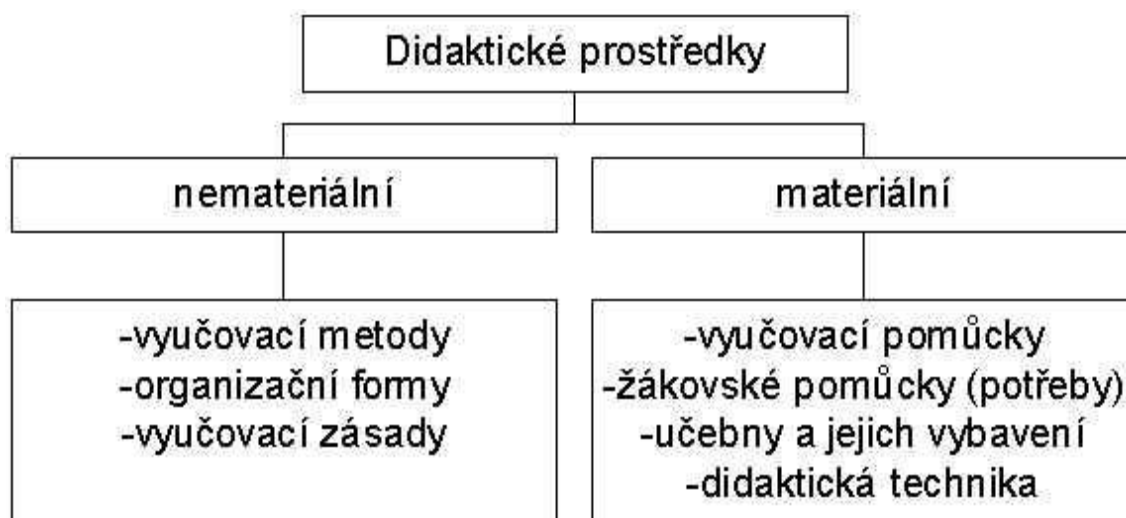 Didaktické prostředky
nemateriální
materiální
-vyučovací metody
-organizační formy
-vyučovací zásady
-vyučovací pomůcky
-žákovské pomůcky (potřeby)
-učebny a jejich vybavení
-didaktická technika